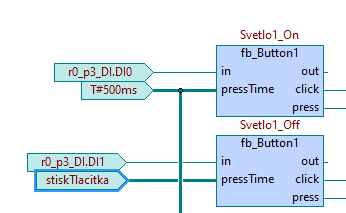 Svetlo1_On
fb_Button1
r0_p3_DI.DI0
in
out
T#500ms
pressTime
click
press
Svetlo1_Off
fb_Button1
r0_p3_DI.DI1
in
out
stiskTlacitka
pressTime
click
press